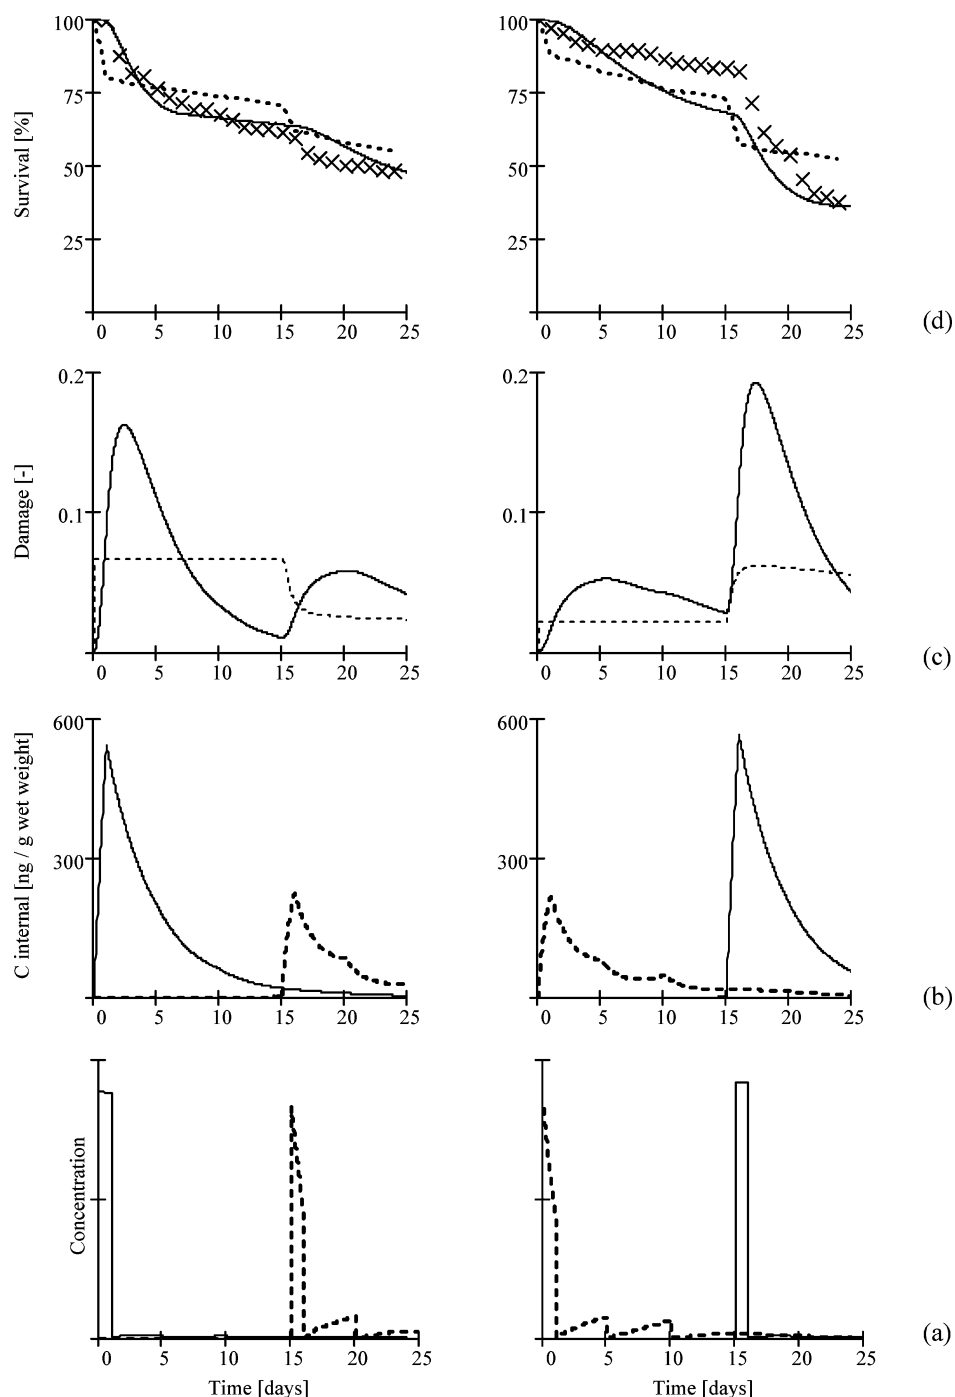 100 75 50 25
Survival [%]
0 5 10 15 20 25
100 75 50 25
0 5 10 15 20 25
(d)
0.2 0.1
Damage [-]
0 5 10 15 20 25
0.2 0.1
0 5 10 15 20 25
(c)
600 300
C internal [ng / g wet weight]
0 5 10 15 20 25
600 300
0 5 10 15 20 25
(b)
Concentration
0 5 10 15 20 25
0 5 10 15 20 25
(a)
Time [days]
Time [days]